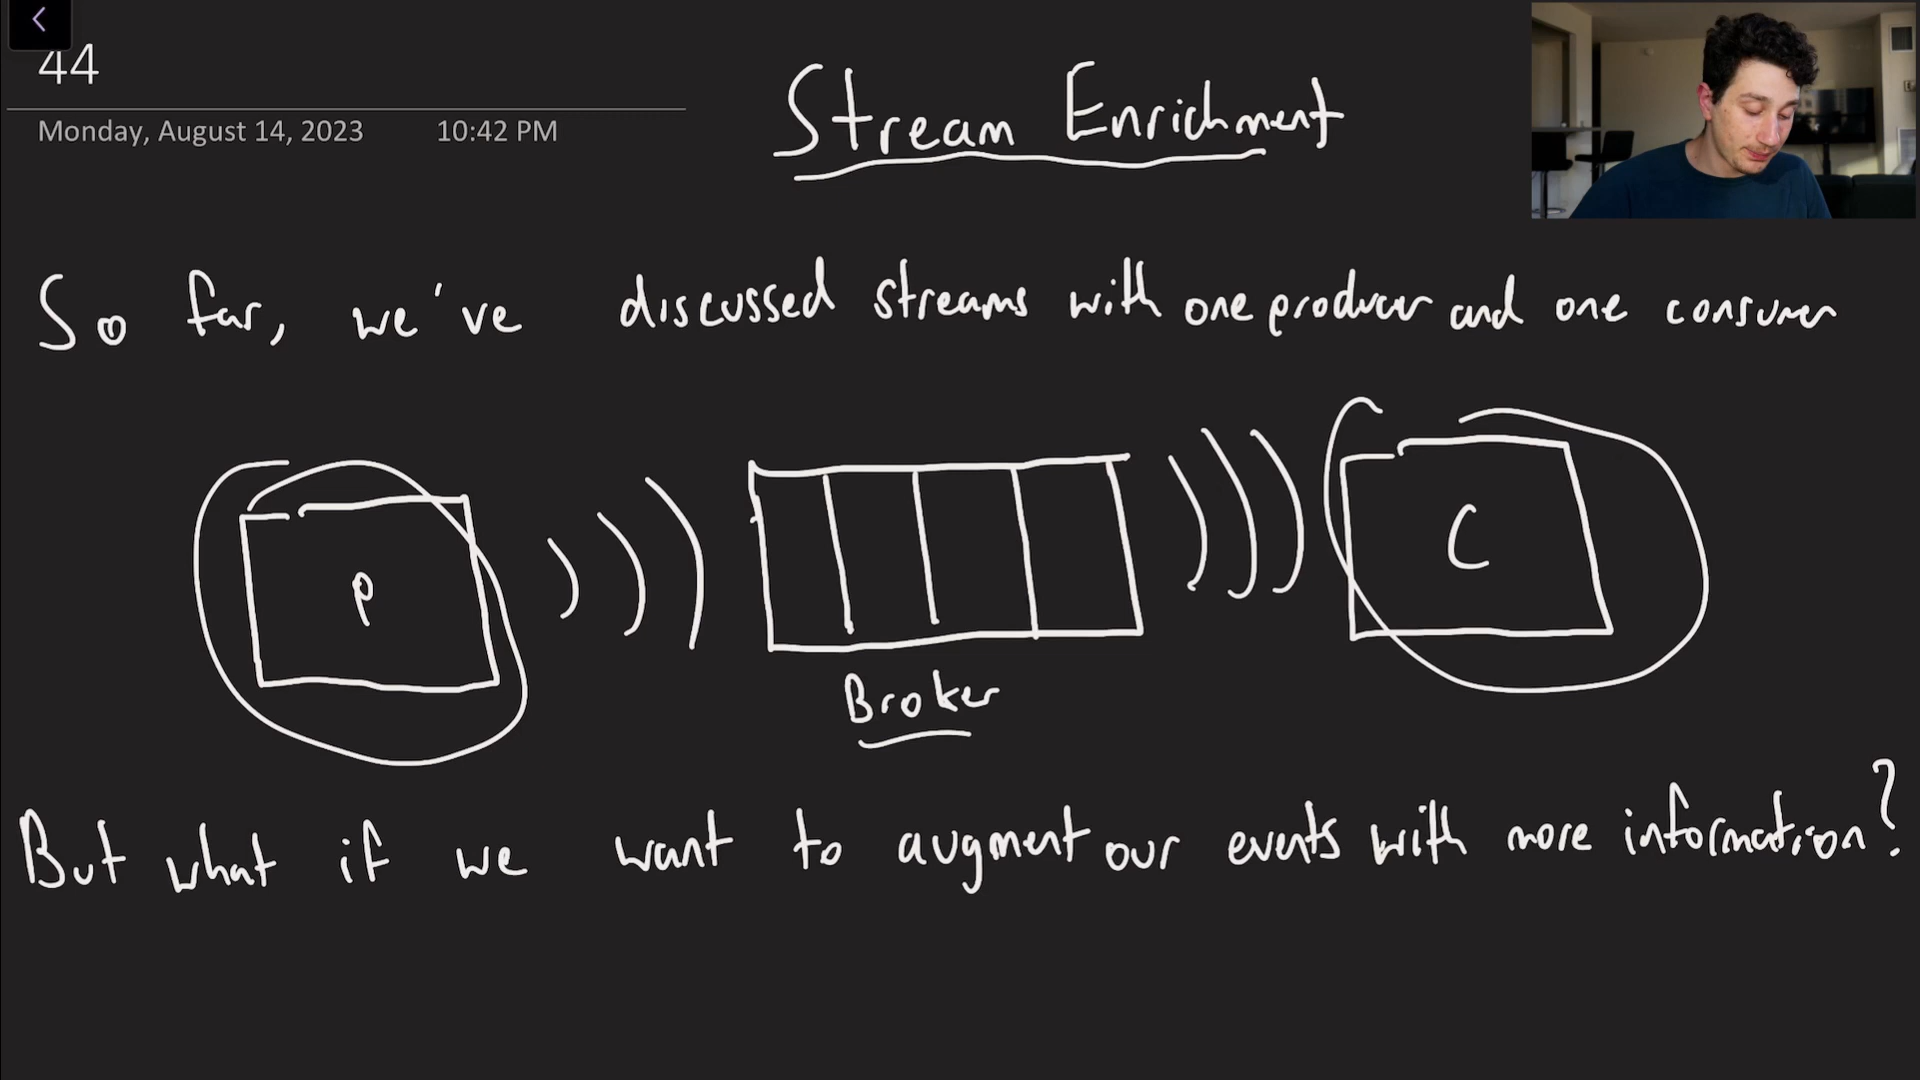 44
Monday, August 14, 2023 10:42 PM
Stream Enrichment
So far, we've discussed streams with one producer and one consumer
P
C
Broker
But what if we want to augment our events with more information?